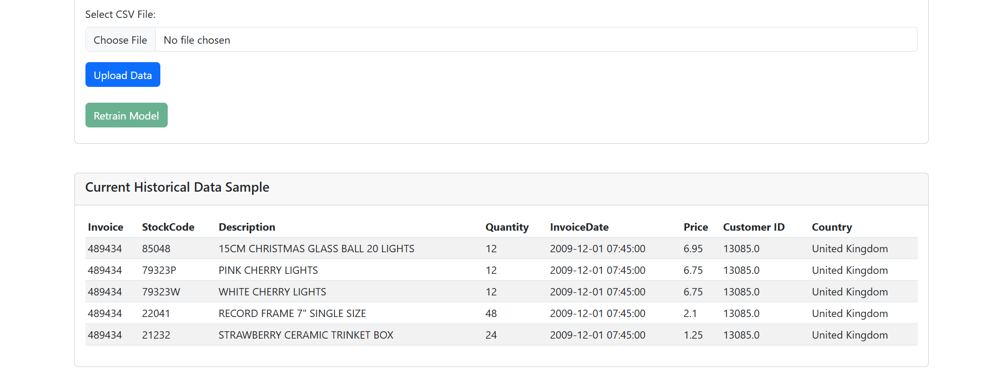 Select CSV File:
Choose File No file chosen
Upload Data
Retrain Model
Current Historical Data Sample
Invoice StockCode Description Quantity InvoiceDate Price Customer ID Country
489434 85048 15CM CHRISTMAS GLASS BALL 20 LIGHTS 12 2009-12-01 07:45:00 6.95 13085.0 United Kingdom
489434 79323P PINK CHERRY LIGHTS 12 2009-12-01 07:45:00 6.75 13085.0 United Kingdom
489434 79323W WHITE CHERRY LIGHTS 12 2009-12-01 07:45:00 6.75 13085.0 United Kingdom
489434 22041 RECORD FRAME 7" SINGLE SIZE 48 2009-12-01 07:45:00 2.1 13085.0 United Kingdom
489434 21232 STRAWBERRY CERAMIC TRINKET BOX 24 2009-12-01 07:45:00 1.25 13085.0 United Kingdom